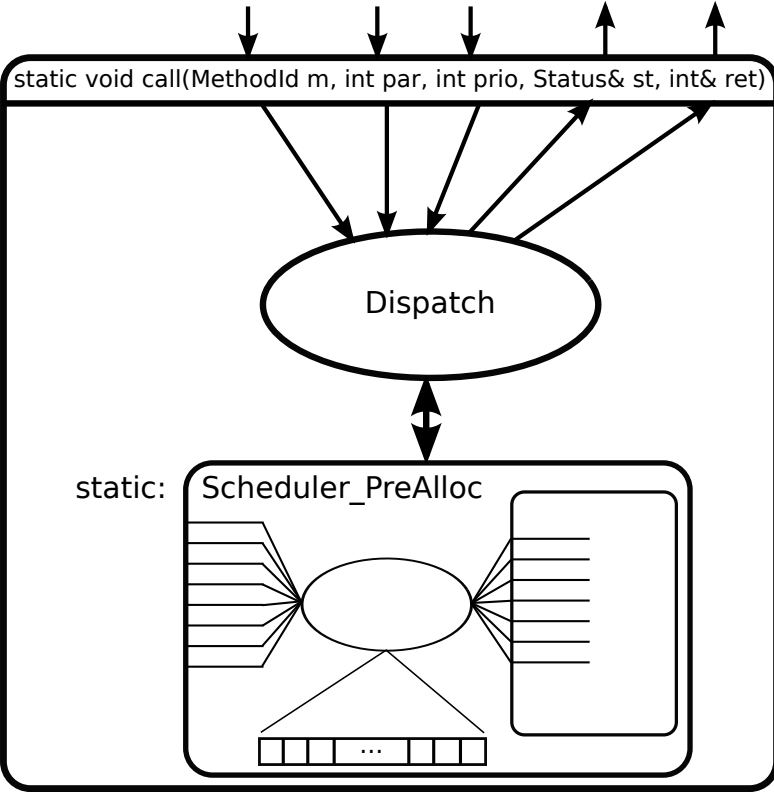 static void call(MethodId m, int par, int prio, Status& st, int& ret)
Dispatch
static: Scheduler_PreAlloc
...